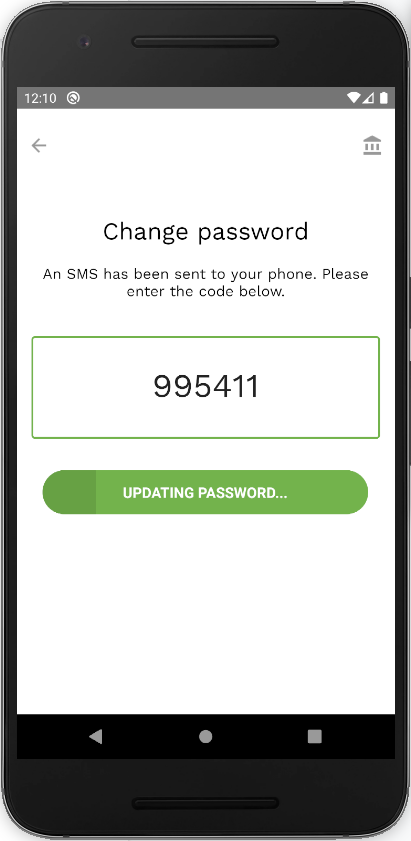 12:10
Change password
An SMS has been sent to your phone. Please
enter the code below.
995411
UPDATING PASSWORD...